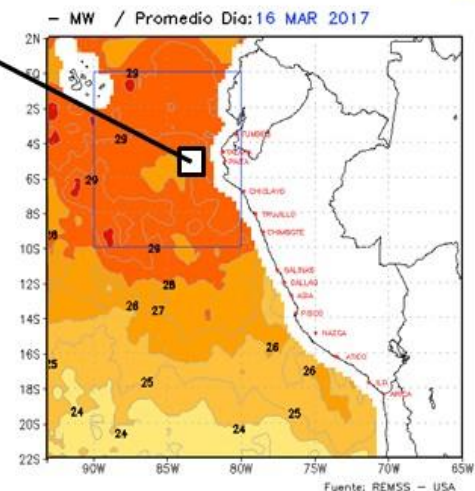 – MW / Promedio Dia: 16 MAR 2017
2N
2S
4S
6S
8S
10S
12S
14S
16S
18S
20S
22S
90W
85W
80W
75W
70W
65W
29
29
29
29
28
28
27
26
26
26
25
25
25
24
24
24
TUMBES
TALARA
PAITA
CHICLAYO
TRUJILLO
CHIMBOTE
SALINAS
CALLAO
ASIA
PISCO
NAZCA
ATICO
ILO
ARICA
Fuente: REMSS – USA